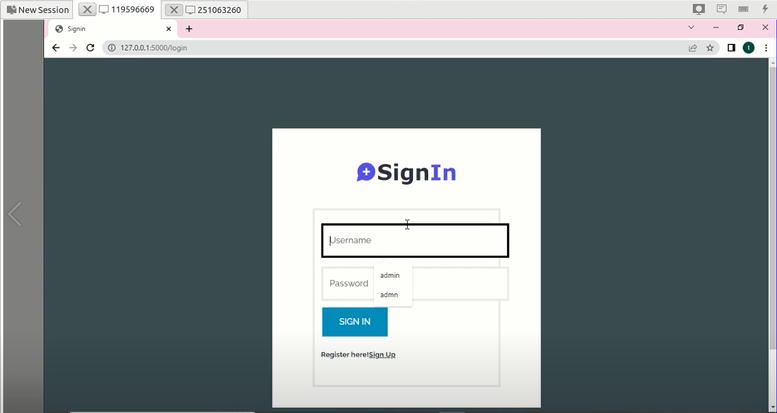 New Session
119596669
251063260
Signin
127.0.0.1:5000/login
t
SignIn
Username
Password
admin
admn
SIGN IN
Register here!Sign Up